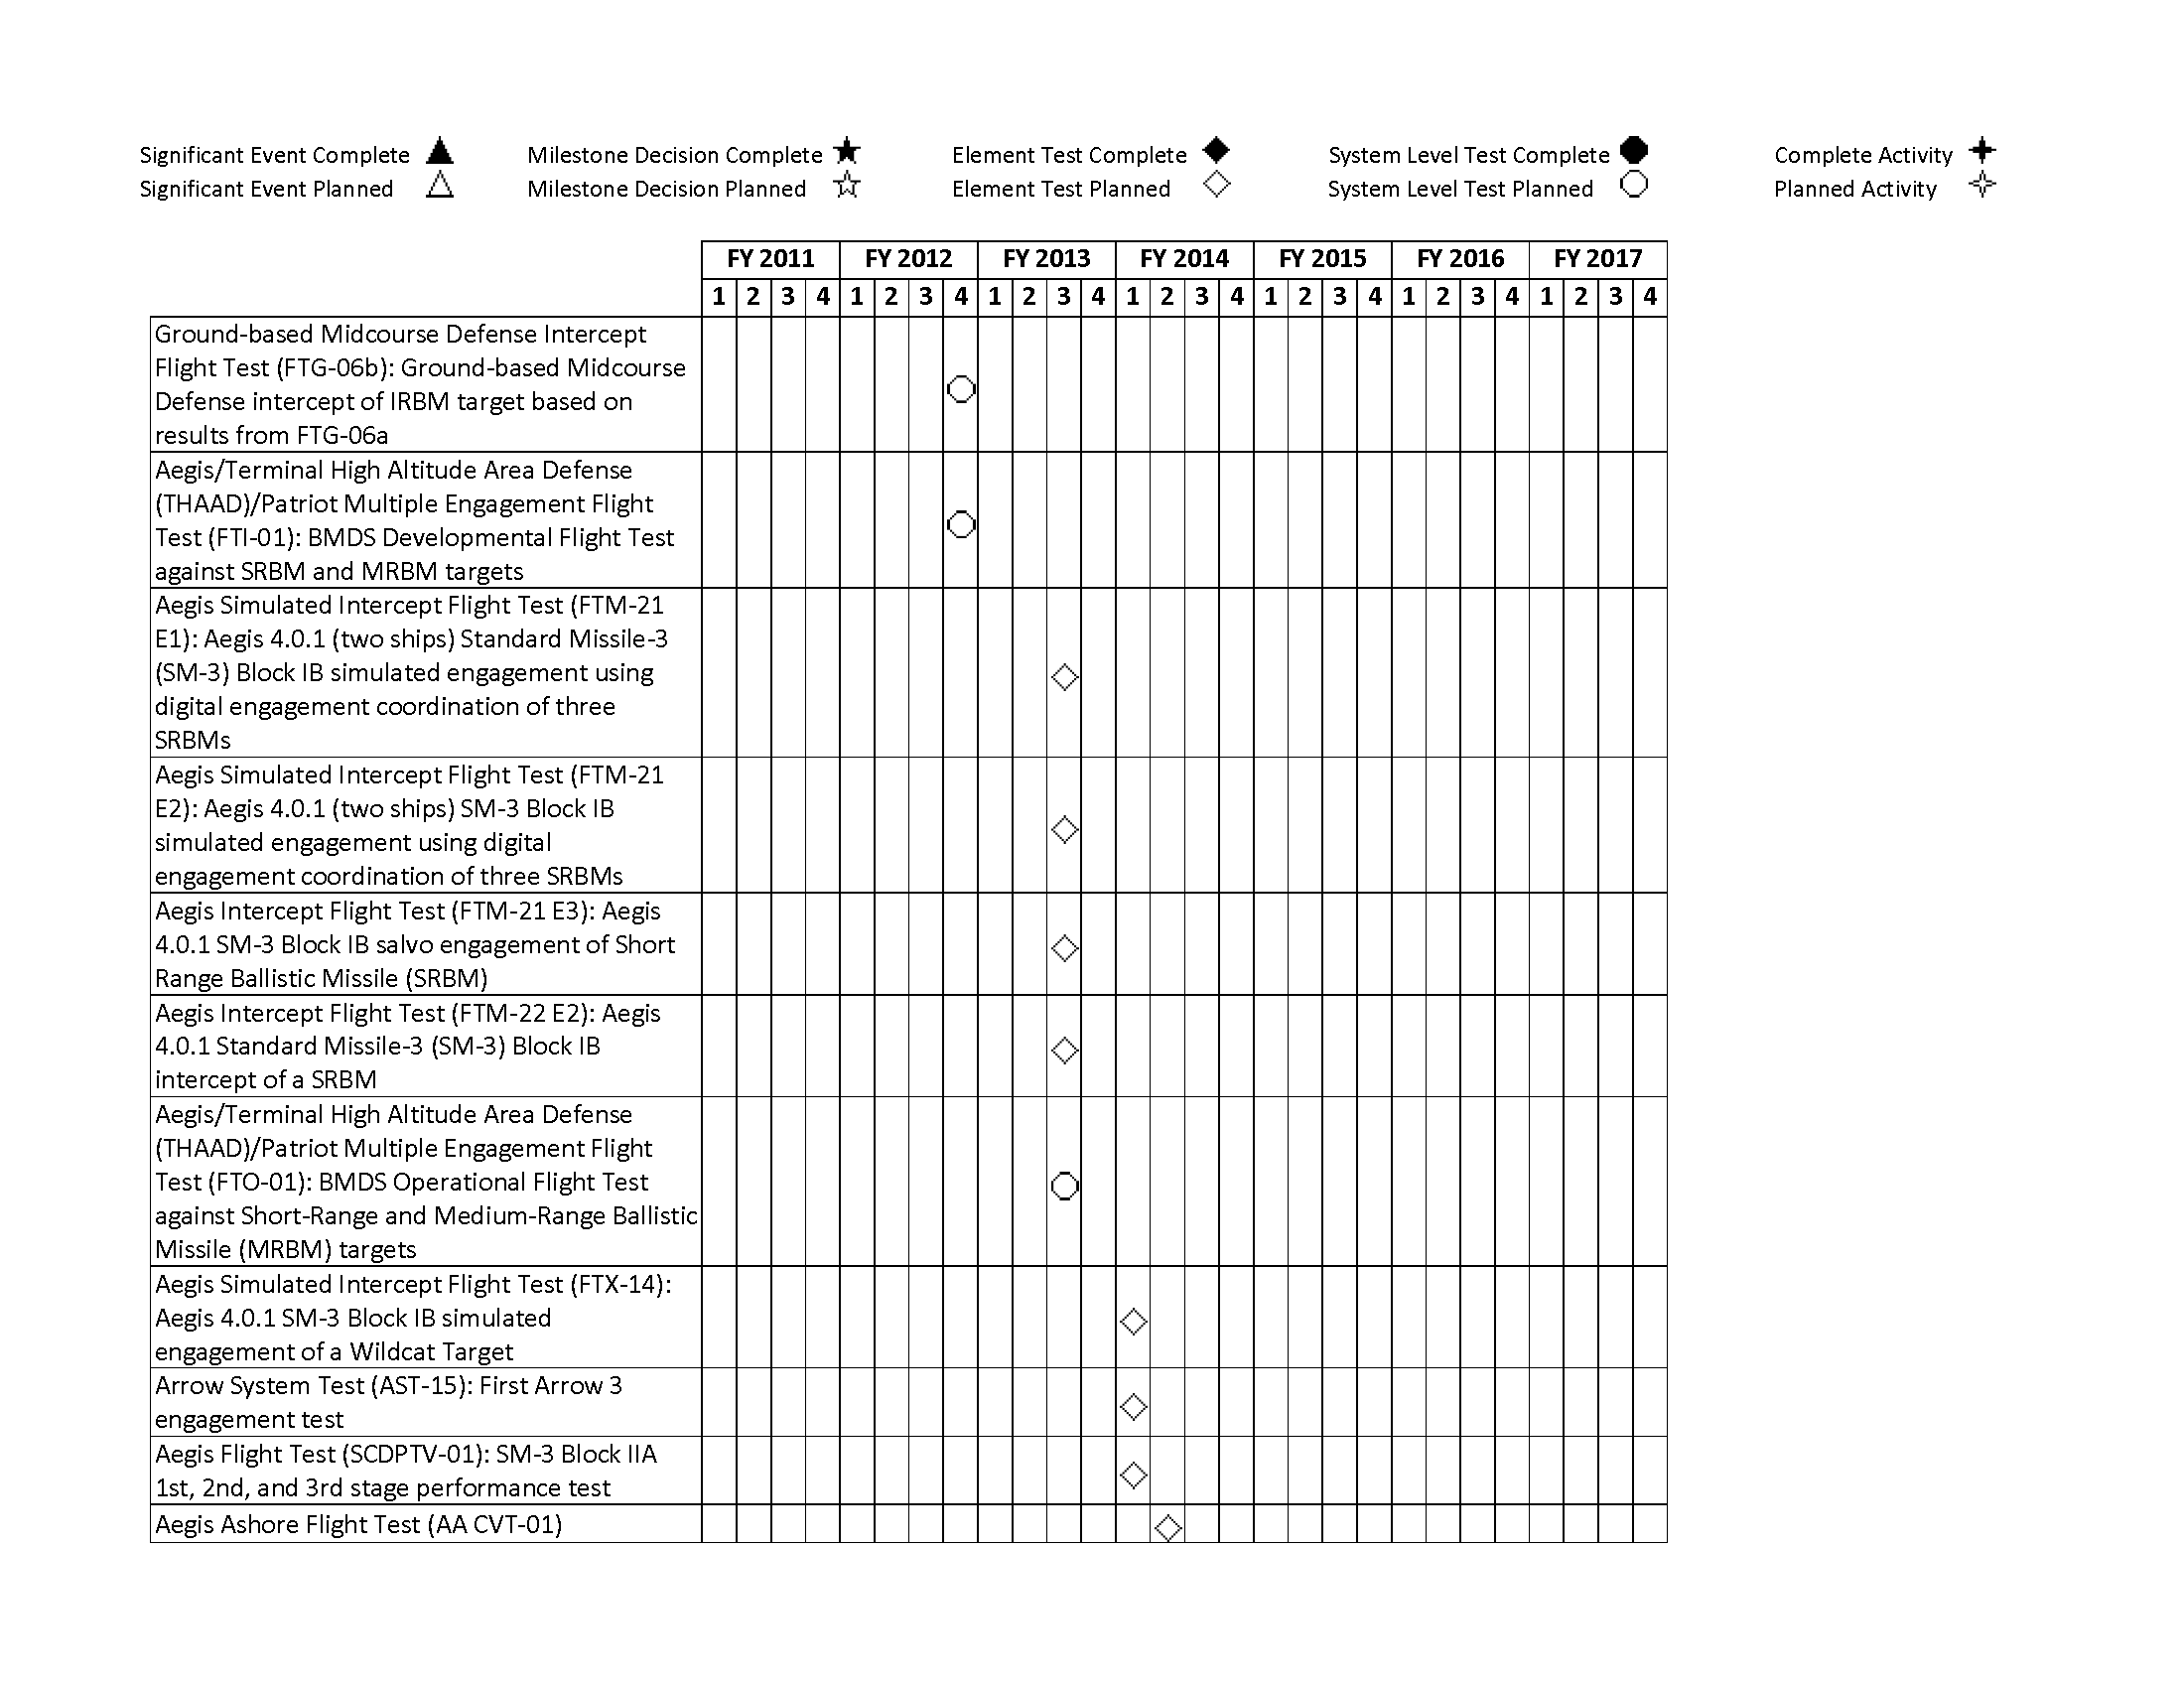 Significant Event Complete Milestone Decision Complete Element Test Complete System Level Test Complete Complete Activity
Significant Event Planned Milestone Decision Planned Element Test Planned System Level Test Planned Planned Activity
FY 2011 FY 2012 FY 2013 FY 2014 FY 2015 FY 2016 FY 2017
1 2 3 4 1 2 3 4 1 2 3 4 1 2 3 4 1 2 3 4 1 2 3 4 1 2 3 4
Ground-based Midcourse Defense Intercept
Flight Test (FTG-06b): Ground-based Midcourse
Defense intercept of IRBM target based on
results from FTG-06a
Aegis/Terminal High Altitude Area Defense
(THAAD)/Patriot Multiple Engagement Flight
Test (FTI-01): BMDS Developmental Flight Test
against SRBM and MRBM targets
Aegis Simulated Intercept Flight Test (FTM-21
E1): Aegis 4.0.1 (two ships) Standard Missile-3
(SM-3) Block IB simulated engagement using
digital engagement coordination of three
SRBMs
Aegis Simulated Intercept Flight Test (FTM-21
E2): Aegis 4.0.1 (two ships) SM-3 Block IB
simulated engagement using digital
engagement coordination of three SRBMs
Aegis Intercept Flight Test (FTM-21 E3): Aegis
4.0.1 SM-3 Block IB salvo engagement of Short
Range Ballistic Missile (SRBM)
Aegis Intercept Flight Test (FTM-22 E2): Aegis
4.0.1 Standard Missile-3 (SM-3) Block IB
intercept of a SRBM
Aegis/Terminal High Altitude Area Defense
(THAAD)/Patriot Multiple Engagement Flight
Test (FTO-01): BMDS Operational Flight Test
against Short-Range and Medium-Range Ballistic
Missile (MRBM) targets
Aegis Simulated Intercept Flight Test (FTX-14):
Aegis 4.0.1 SM-3 Block IB simulated
engagement of a Wildcat Target
Arrow System Test (AST-15): First Arrow 3
engagement test
Aegis Flight Test (SCDPTV-01): SM-3 Block IIA
1st, 2nd, and 3rd stage performance test
Aegis Ashore Flight Test (AA CVT-01)